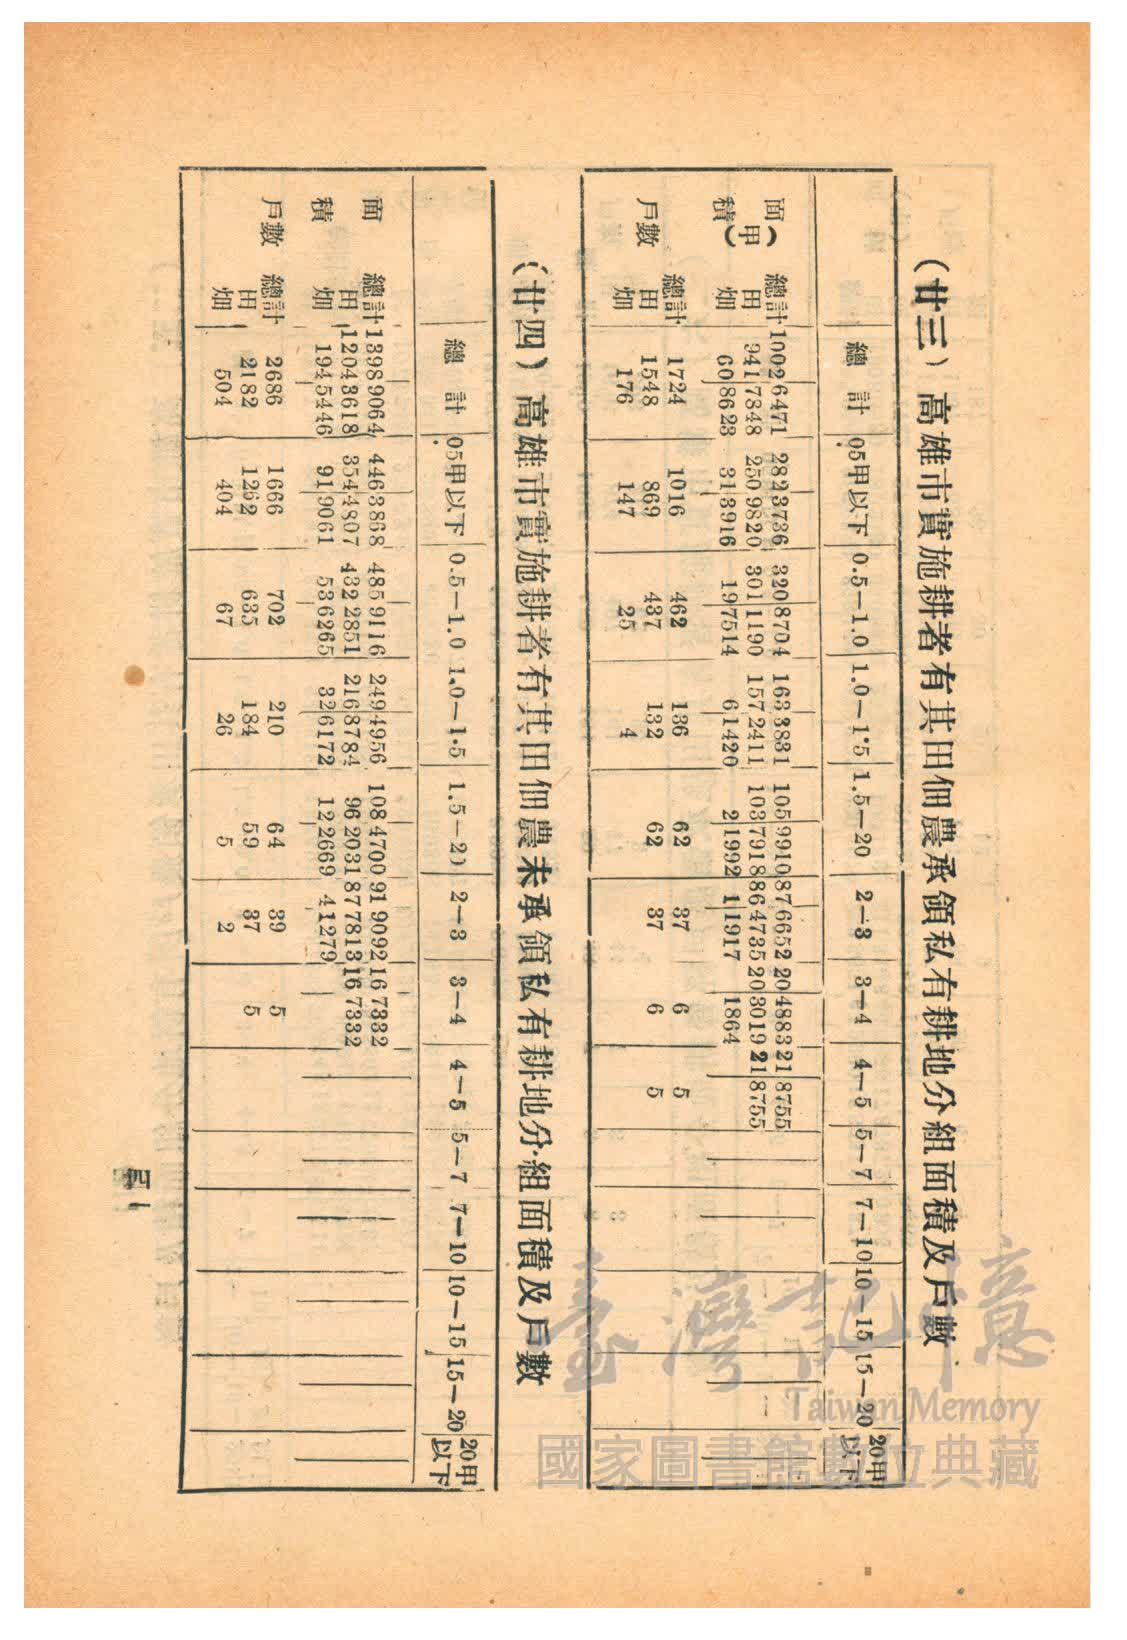 (廿三) 高雄市實施耕者有其田佃農承領私有耕地分組面積及戶數
總計 05甲以下 0.5—1.0 1.0—1.5 1.5—20 2—3 3—4 4—5 5—7 7—10 10—15 15—20 20甲以下
面積(甲) 總計 1002 6471 282 3736 320 8704 163 3831 105 9910 87 6652 20 4883 21 8755
田 941 7848 250 9820 301 1190 157 2411 103 7918 86 4735 20 3019 21 8755
畑 60 8623 31 3916 19 7514 6 1420 2 1992 1 1917 1864
戶數 總計 1724 1016 462 136 62 37 6 5
田 1548 869 437 132 62 37 6 5
畑 176 147 25 4
(廿四) 高雄市實施耕者有其田佃農未承領私有耕地分組面積及戶數
總計 05甲以下 0.5—1.0 1.0—1.5 1.5—20 2—3 3—4 4—5 5—7 7—10 10—15 15—20 20甲以下
面積 總計 1398 9064 446 3868 485 9116 249 4956 108 4700 91 9092 16 7332
田 1204 3618 354 4807 432 2851 216 8784 96 2031 87 7813 16 7332
畑 194 5446 91 9061 53 6265 32 6172 12 2669 4 1279
戶數 總計 2686 1666 702 210 64 39 5
田 2182 1262 635 184 59 37 5
畑 504 404 67 26 5 2
四一
臺灣記憶
Taiwan Memory
國家圖書館數位典藏